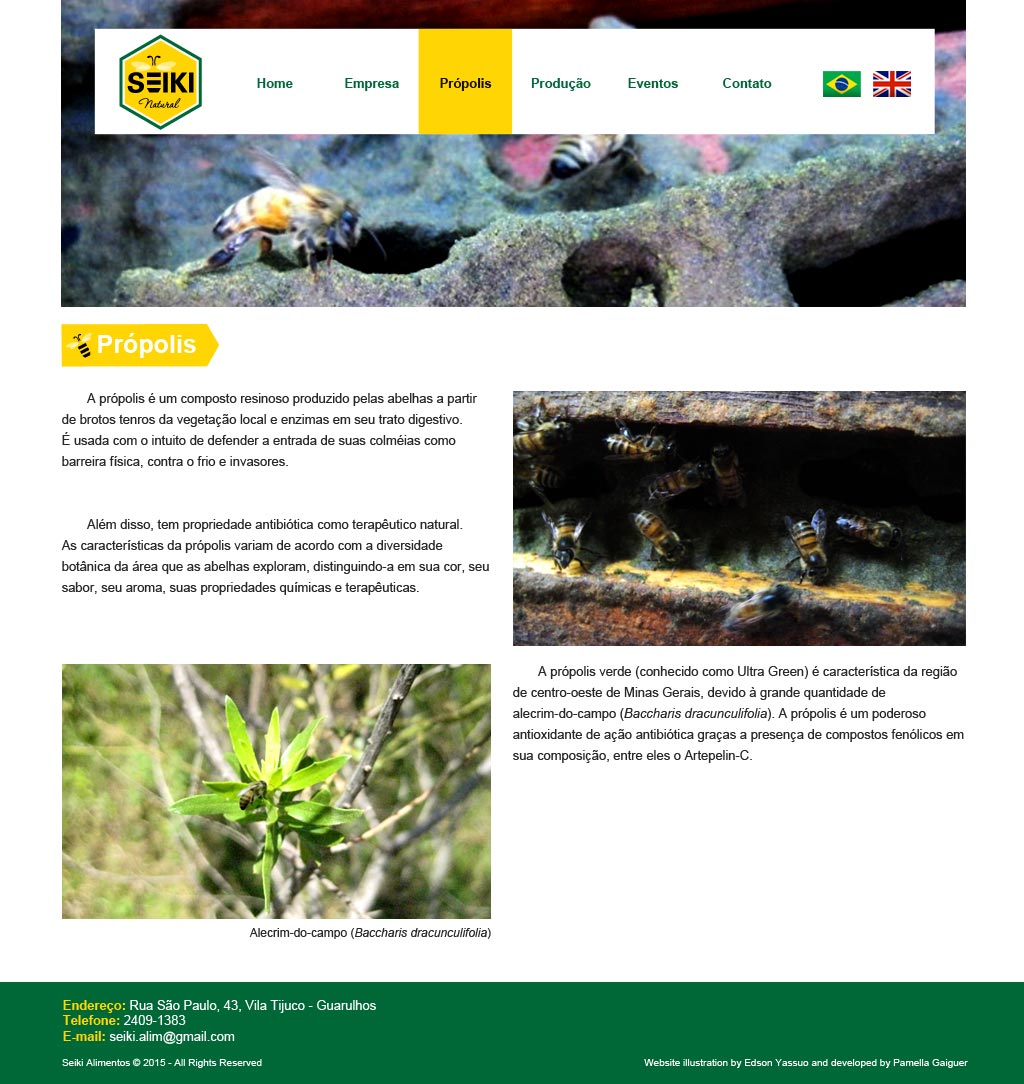 SEIKI
Natural
Home Empresa Própolis Produção Eventos Contato
Própolis
A própolis é um composto resinoso produzido pelas abelhas a partir
de brotos tenros da vegetação local e enzimas em seu trato digestivo.
É usada com o intuito de defender a entrada de suas colméias como
barreira física, contra o frio e invasores.
Além disso, tem propriedade antibiótica como terapêutico natural.
As características da própolis variam de acordo com a diversidade
botânica da área que as abelhas exploram, distinguindo-a em sua cor, seu
sabor, seu aroma, suas propriedades químicas e terapêuticas.
A própolis verde (conhecido como Ultra Green) é característica da região
de centro-oeste de Minas Gerais, devido à grande quantidade de
alecrim-do-campo (Baccharis dracunculifolia). A própolis é um poderoso
antioxidante de ação antibiótica graças a presença de compostos fenólicos em
sua composição, entre eles o Artepelin-C.
Alecrim-do-campo (Baccharis dracunculifolia)
Endereço: Rua São Paulo, 43, Vila Tijuco - Guarulhos
Telefone: 2409-1383
E-mail: seiki.alim@gmail.com
Seiki Alimentos © 2015 - All Rights Reserved
Website illustration by Edson Yassuo and developed by Pamella Gaiguer